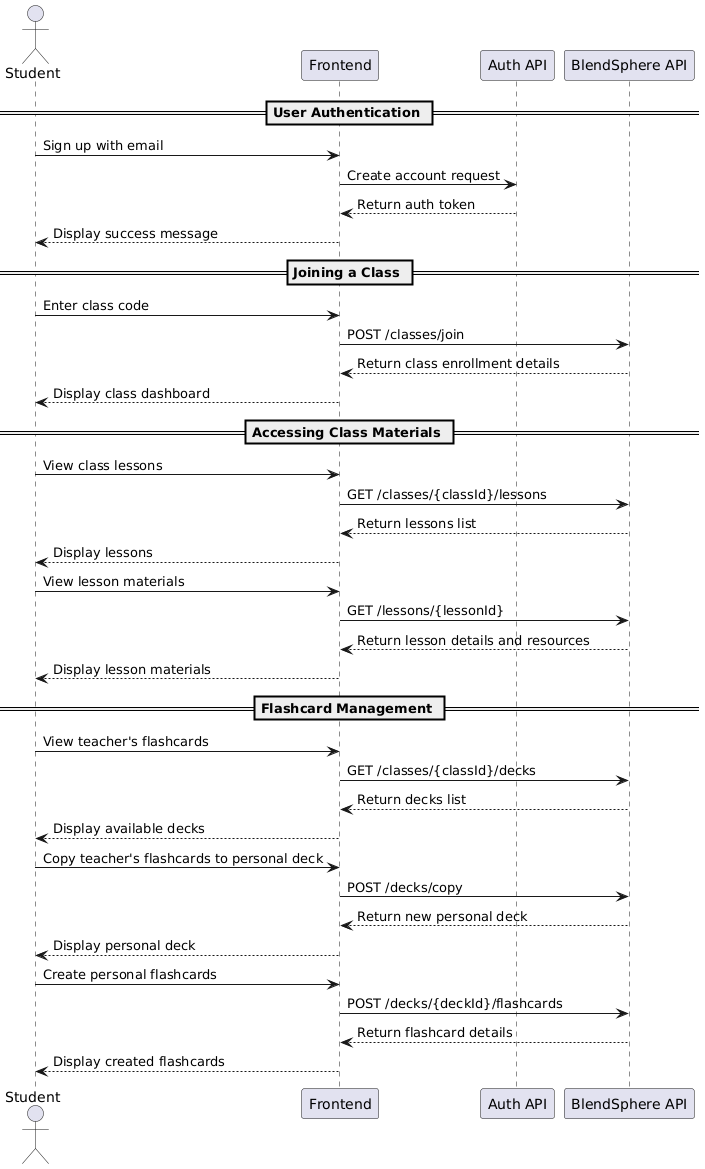 Student
Frontend
Auth API
BlendSphere API
User Authentication
Sign up with email
Create account request
Return auth token
Display success message
Joining a Class
Enter class code
POST /classes/join
Return class enrollment details
Display class dashboard
Accessing Class Materials
View class lessons
GET /classes/{classId}/lessons
Return lessons list
Display lessons
View lesson materials
GET /lessons/{lessonId}
Return lesson details and resources
Display lesson materials
Flashcard Management
View teacher's flashcards
GET /classes/{classId}/decks
Return decks list
Display available decks
Copy teacher's flashcards to personal deck
POST /decks/copy
Return new personal deck
Display personal deck
Create personal flashcards
POST /decks/{deckId}/flashcards
Return flashcard details
Display created flashcards
Student
Frontend
Auth API
BlendSphere API